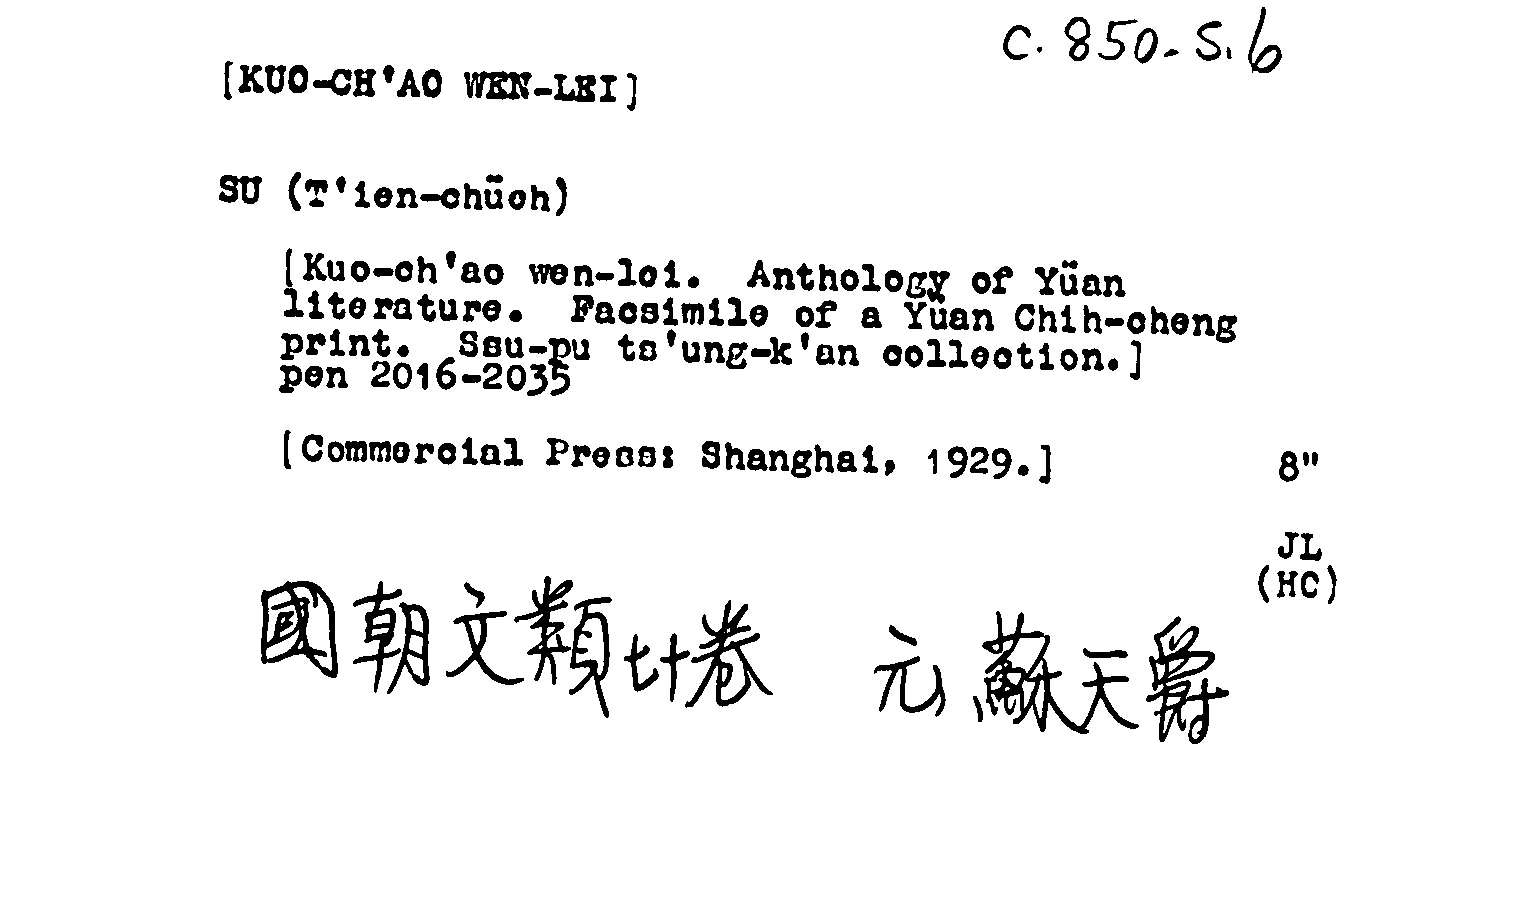 C. 850. S. 6
[KUO-CH'AO WEN-LEI]
SU (T'ien-chüeh)
[Kuo-ch'ao wen-lei. Anthology of Yüan
literature. Facsimile of a Yüan Chih-cheng
print. Ssu-pu ts'ung-k'an collection.]
pen 2016-2035
[Commercial Press: Shanghai, 1929.]
8"
JL
(HC)
國朝文類七十卷 元 蘇天爵